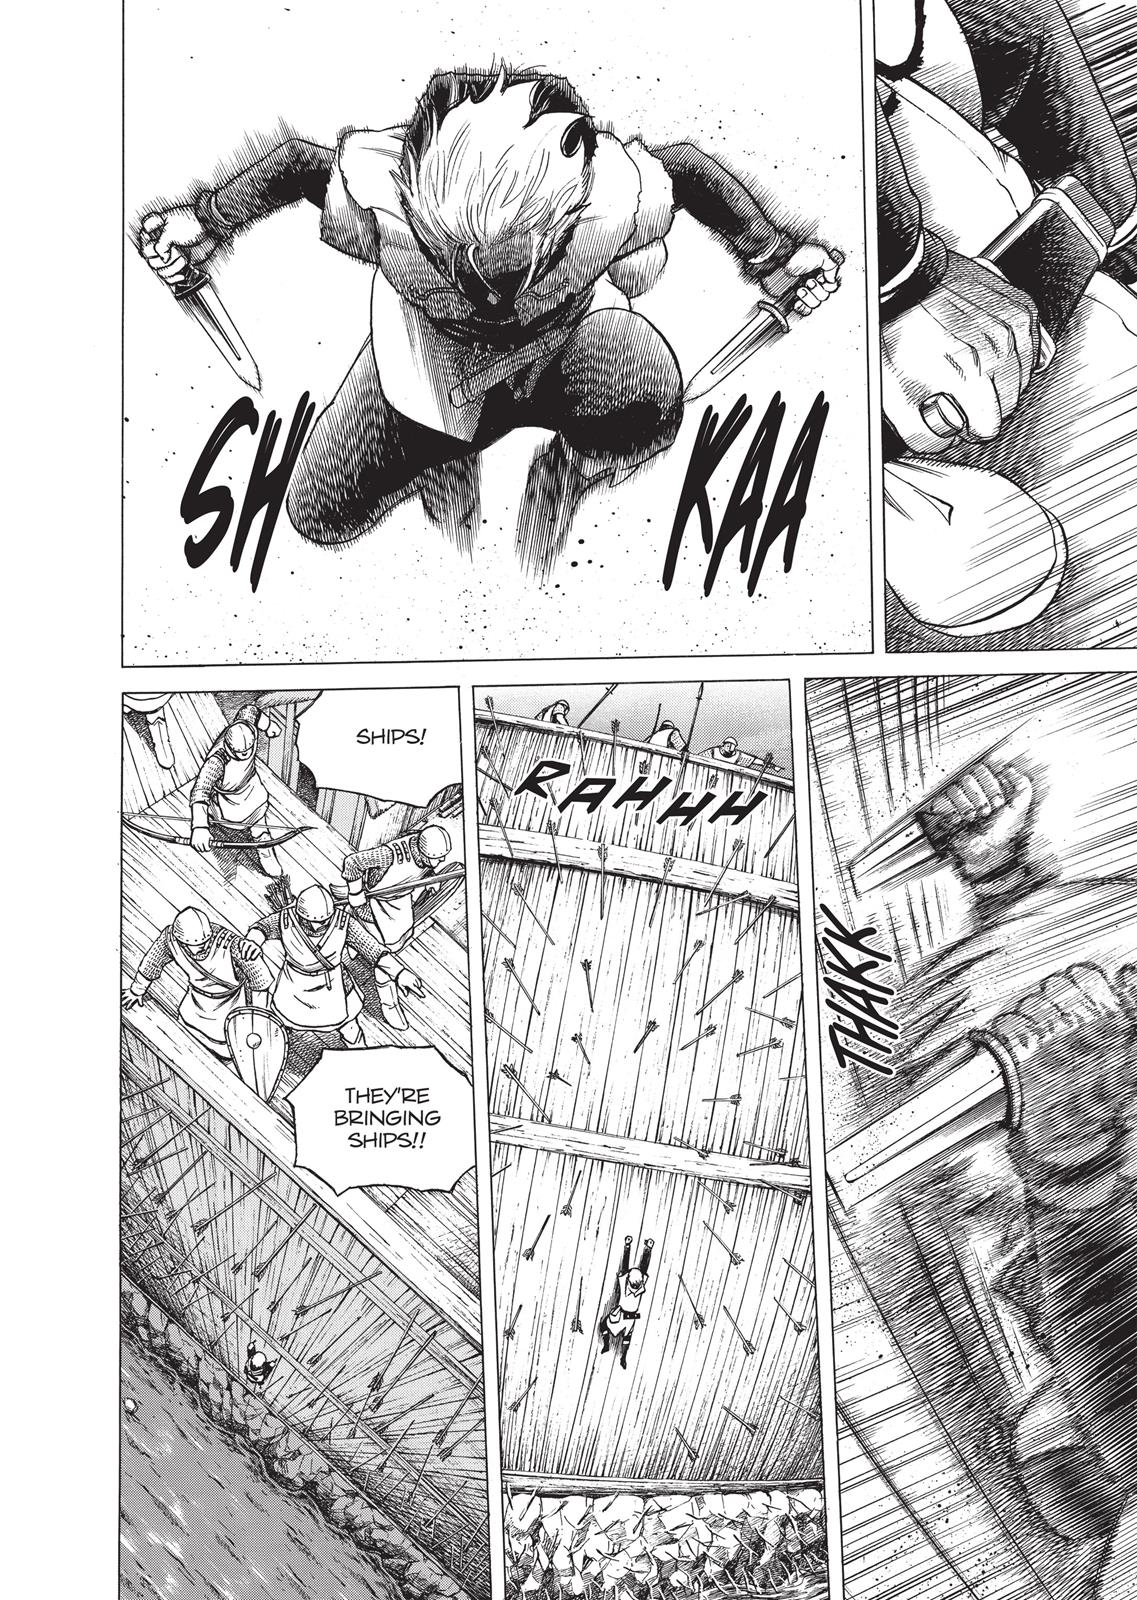 SH
KAA
THAKK
RAHHH
SHIPS!
THEY'RE
BRINGING
SHIPS!!